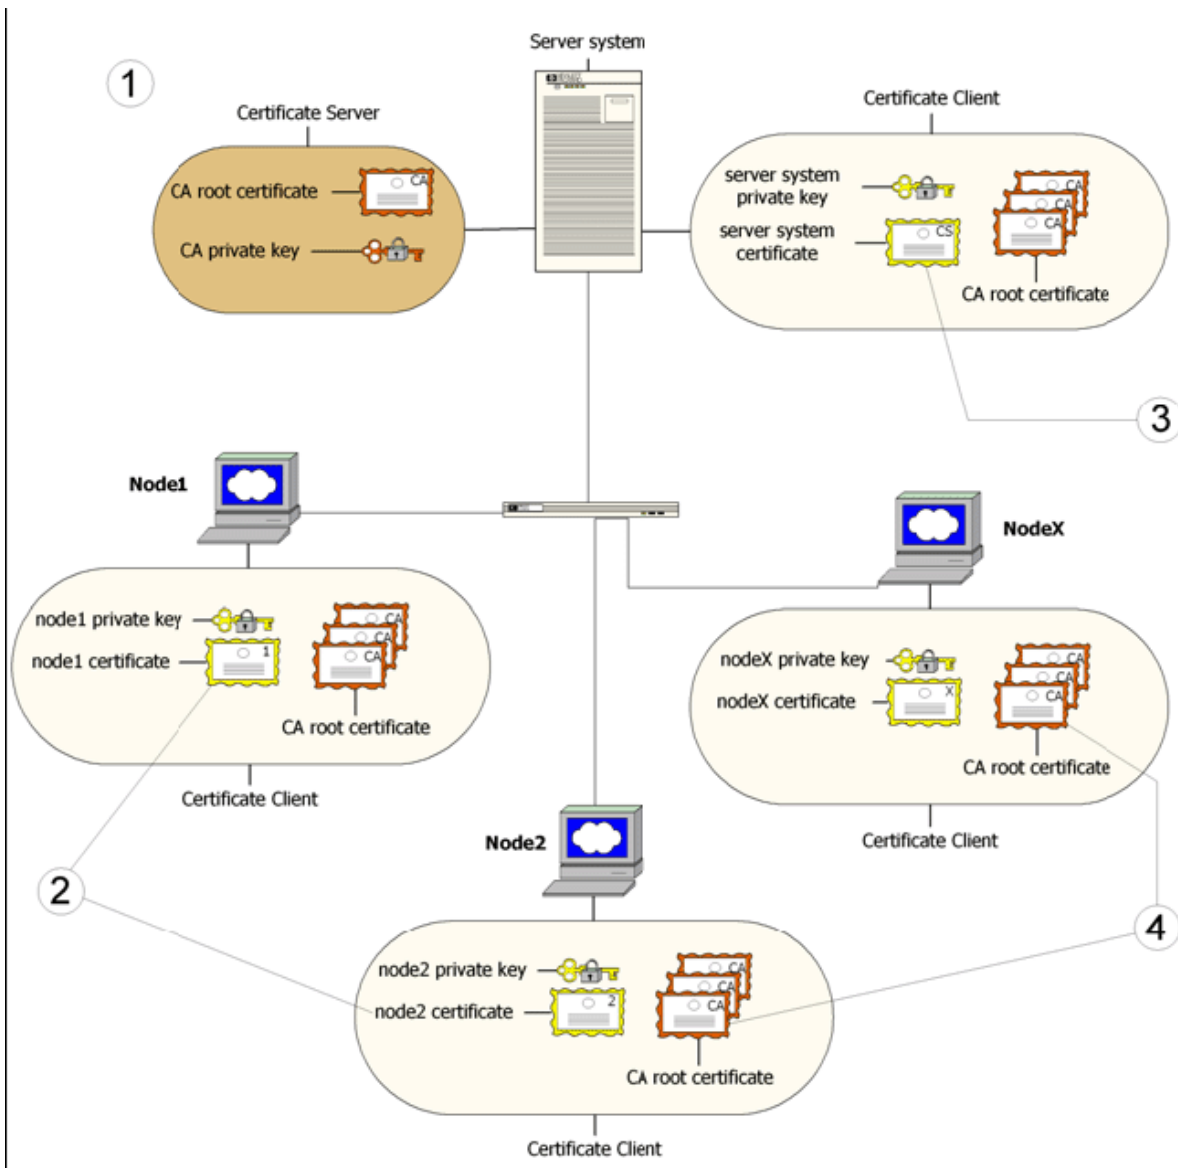 Server system
1
Certificate Server
Certificate Client
CA root certificate
CA
CA private key
server system
private key
server system
certificate
CS
CA
CA
CA
CA root certificate
3
Node1
NodeX
node1 private key
node1 certificate
1
CA
CA
CA
CA root certificate
Certificate Client
nodeX private key
nodeX certificate
X
CA
CA
CA
CA root certificate
Certificate Client
2
Node2
4
node2 private key
node2 certificate
2
CA
CA
CA
CA root certificate
Certificate Client